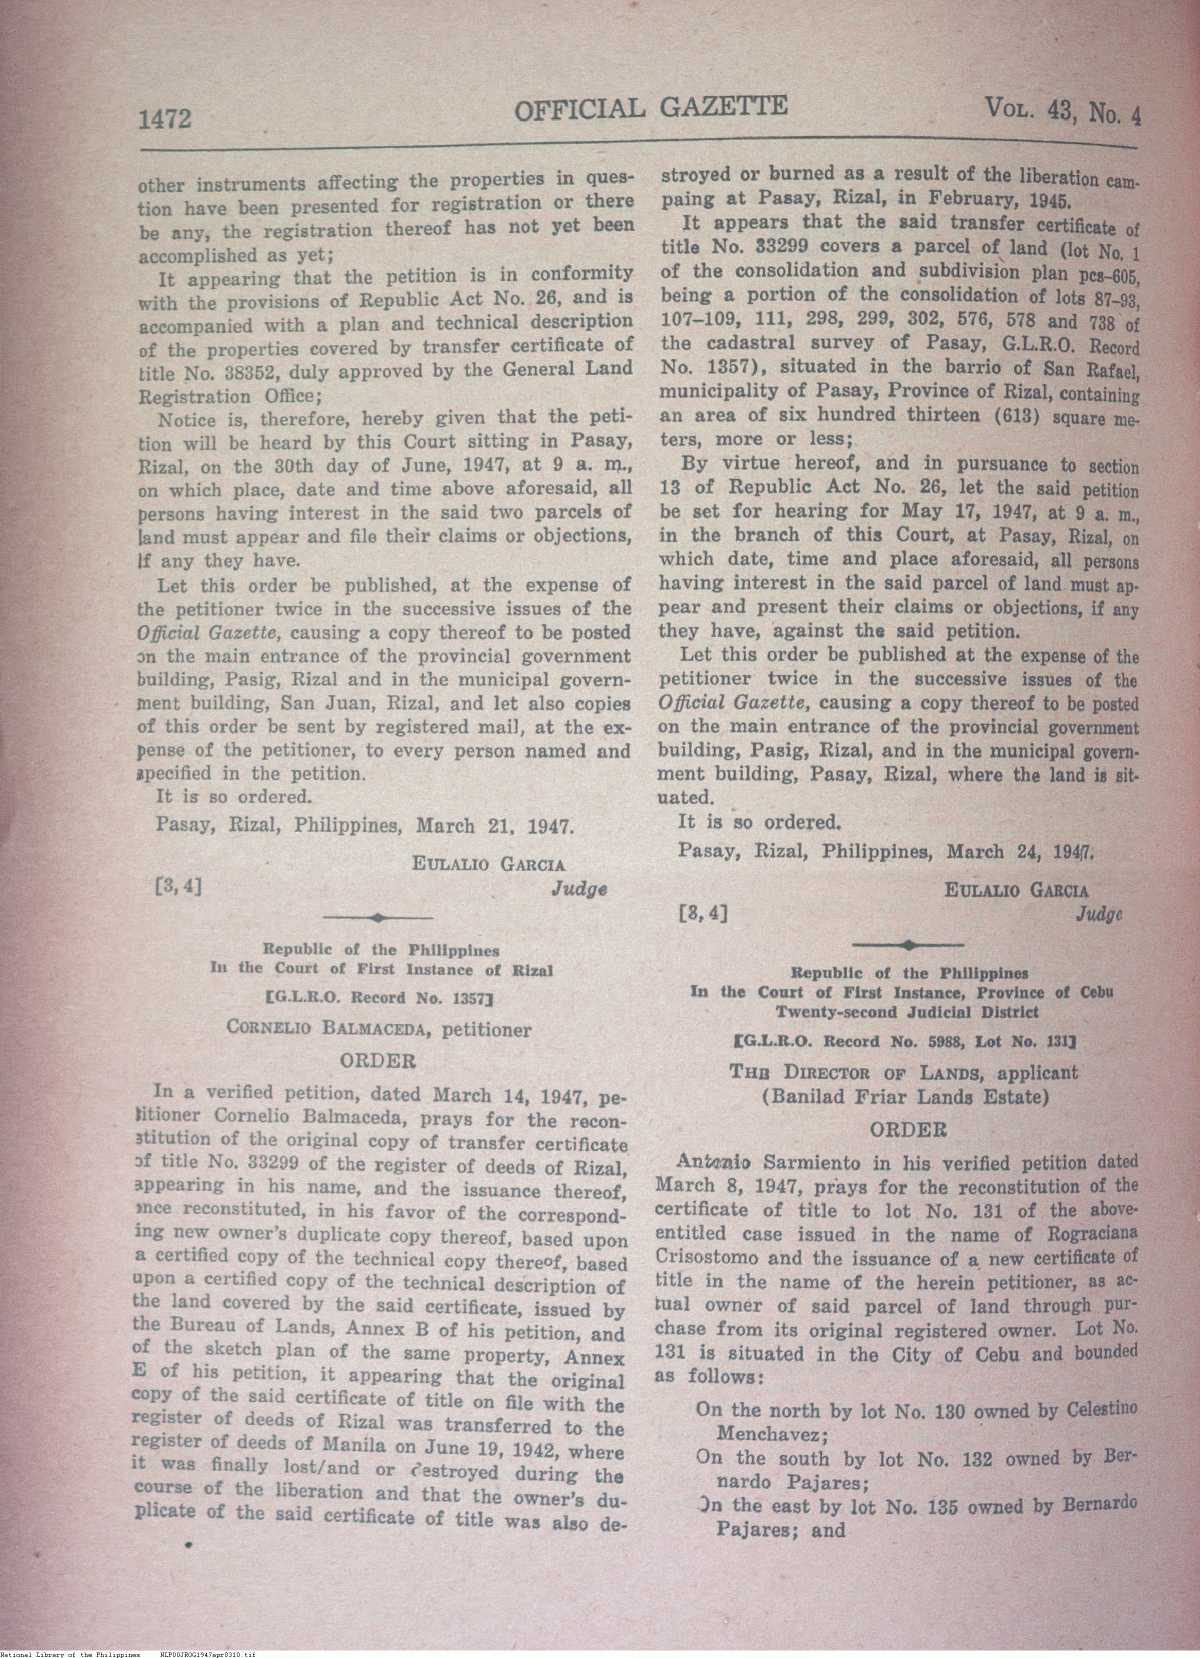 1472
OFFICIAL GAZETTE
VOL. 43, No. 4
other instruments affecting the properties in ques-
tion have been presented for registration or there
be any, the registration thereof has not yet been
accomplished as yet;
It appearing that the petition is in conformity
with the provisions of Republic Act No. 26, and is
accompanied with a plan and technical description
of the properties covered by transfer certificate of
title No. 38352, duly approved by the General Land
Registration Office;
Notice is, therefore, hereby given that the peti-
tion will be heard by this Court sitting in Pasay,
Rizal, on the 30th day of June, 1947, at 9 a. m.,
on which place, date and time above aforesaid, all
persons having interest in the said two parcels of
land must appear and file their claims or objections,
if any they have.
Let this order be published, at the expense of
the petitioner twice in the successive issues of the
Official Gazette, causing a copy thereof to be posted
on the main entrance of the provincial government
building, Pasig, Rizal and in the municipal govern-
ment building, San Juan, Rizal, and let also copies
of this order be sent by registered mail, at the ex-
pense of the petitioner, to every person named and
specified in the petition.
It is so ordered.
Pasay, Rizal, Philippines, March 21, 1947.
EULALIO GARCIA
[3, 4] Judge
Republic of the Philippines
In the Court of First Instance of Rizal
[G.L.R.O. Record No. 1357]
CORNELIO BALMACEDA, petitioner
ORDER
In a verified petition, dated March 14, 1947, pe-
titioner Cornelio Balmaceda, prays for the recon-
stitution of the original copy of transfer certificate
of title No. 33299 of the register of deeds of Rizal,
appearing in his name, and the issuance thereof,
once reconstituted, in his favor of the correspond-
ing new owner's duplicate copy thereof, based upon
a certified copy of the technical copy thereof, based
upon a certified copy of the technical description of
the land covered by the said certificate, issued by
the Bureau of Lands, Annex B of his petition, and
of the sketch plan of the same property, Annex
E of his petition, it appearing that the original
copy of the said certificate of title on file with the
register of deeds of Rizal was transferred to the
register of deeds of Manila on June 19, 1942, where
it was finally lost/and or destroyed during the
course of the liberation and that the owner's du-
plicate of the said certificate of title was also de-
stroyed or burned as a result of the liberation cam-
paing at Pasay, Rizal, in February, 1945.
It appears that the said transfer certificate of
title No. 33299 covers a parcel of land (lot No. 1
of the consolidation and subdivision plan pcs–605,
being a portion of the consolidation of lots 87–93,
107–109, 111, 298, 299, 302, 576, 578 and 738 of
the cadastral survey of Pasay, G.L.R.O. Record
No. 1357), situated in the barrio of San Rafael,
municipality of Pasay, Province of Rizal, containing
an area of six hundred thirteen (613) square me-
ters, more or less;
By virtue hereof, and in pursuance to section
13 of Republic Act No. 26, let the said petition
be set for hearing for May 17, 1947, at 9 a. m.,
in the branch of this Court, at Pasay, Rizal, on
which date, time and place aforesaid, all persons
having interest in the said parcel of land must ap-
pear and present their claims or objections, if any
they have, against the said petition.
Let this order be published at the expense of the
petitioner twice in the successive issues of the
Official Gazette, causing a copy thereof to be posted
on the main entrance of the provincial government
building, Pasig, Rizal, and in the municipal govern-
ment building, Pasay, Rizal, where the land is sit-
uated.
It is so ordered.
Pasay, Rizal, Philippines, March 24, 1947.
EULALIO GARCIA
[3, 4] Judge
Republic of the Philippines
In the Court of First Instance, Province of Cebu
Twenty-second Judicial District
[G.L.R.O. Record No. 5988, Lot No. 131]
THE DIRECTOR OF LANDS, applicant
(Banilad Friar Lands Estate)
ORDER
Antonio Sarmiento in his verified petition dated
March 8, 1947, prays for the reconstitution of the
certificate of title to lot No. 131 of the above-
entitled case issued in the name of Rograciana
Crisostomo and the issuance of a new certificate of
title in the name of the herein petitioner, as ac-
tual owner of said parcel of land through pur-
chase from its original registered owner. Lot No.
131 is situated in the City of Cebu and bounded
as follows:
On the north by lot No. 130 owned by Celestino
Menchavez;
On the south by lot No. 132 owned by Ber-
nardo Pajares;
On the east by lot No. 135 owned by Bernardo
Pajares; and
National Library of the Philippines NLP00JROG1947apr0310.tif